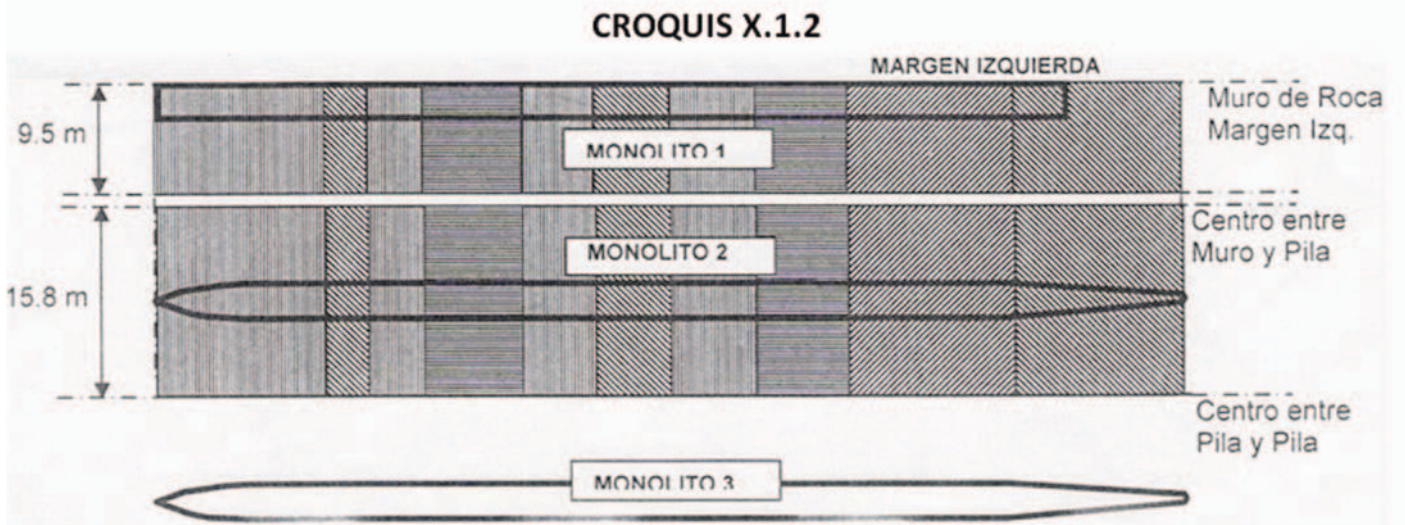 CROQUIS X.1.2
MARGEN IZQUIERDA
9.5 m
Muro de Roca
Margen Izq.
MONOLITO 1
Centro entre
Muro y Pila
MONOLITO 2
15.8 m
Centro entre
Pila y Pila
MONOLITO 3